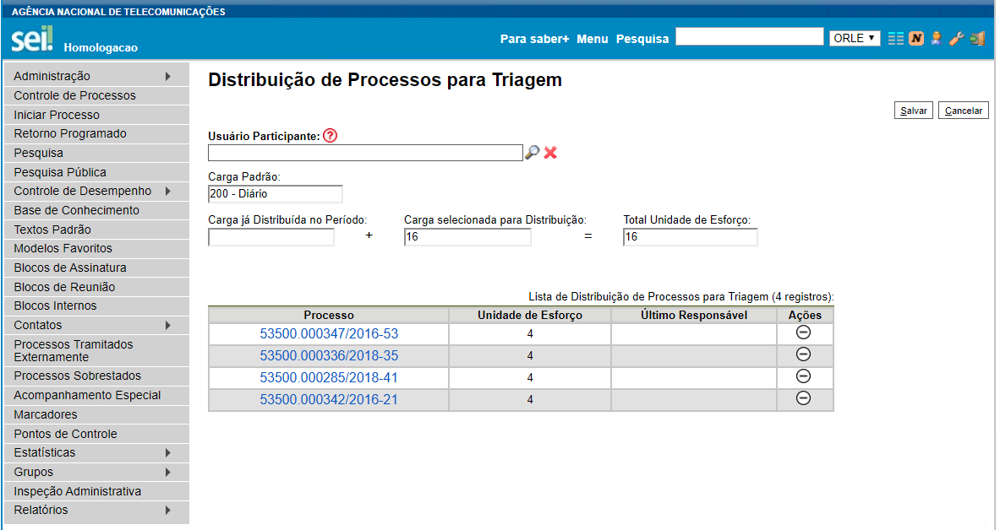 AGÊNCIA NACIONAL DE TELECOMUNICAÇÕES
sei! Homologacao
Para saber+ Menu Pesquisa ORLE
Administração
Controle de Processos
Iniciar Processo
Retorno Programado
Pesquisa
Pesquisa Pública
Controle de Desempenho
Base de Conhecimento
Textos Padrão
Modelos Favoritos
Blocos de Assinatura
Blocos de Reunião
Blocos Internos
Contatos
Processos Tramitados
Externamente
Processos Sobrestados
Acompanhamento Especial
Marcadores
Pontos de Controle
Estatísticas
Grupos
Inspeção Administrativa
Relatórios
Distribuição de Processos para Triagem
Salvar Cancelar
Usuário Participante: ?
Carga Padrão:
200 - Diário
Carga já Distribuída no Período: Carga selecionada para Distribuição: Total Unidade de Esforço:
+ 16 = 16
Lista de Distribuição de Processos para Triagem (4 registros):
Processo Unidade de Esforço Último Responsável Ações
53500.000347/2016-53 4
53500.000336/2018-35 4
53500.000285/2018-41 4
53500.000342/2016-21 4